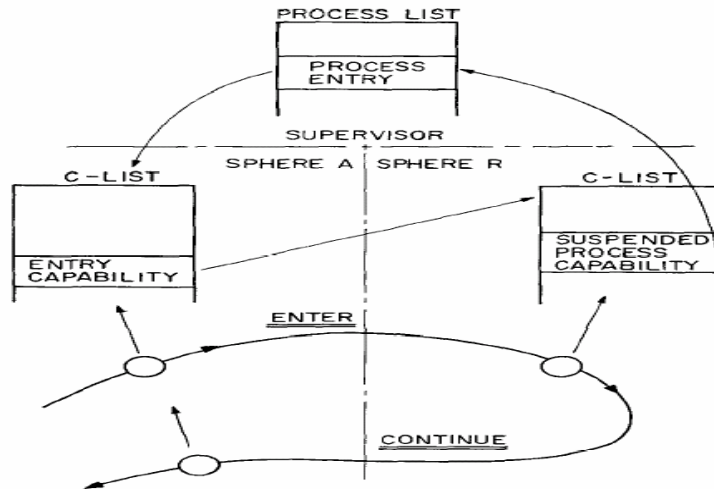 PROCESS LIST
PROCESS
ENTRY
SUPERVISOR
SPHERE A
SPHERE R
C-LIST
C-LIST
ENTRY
CAPABILITY
SUSPENDED
PROCESS
CAPABILITY
ENTER
CONTINUE